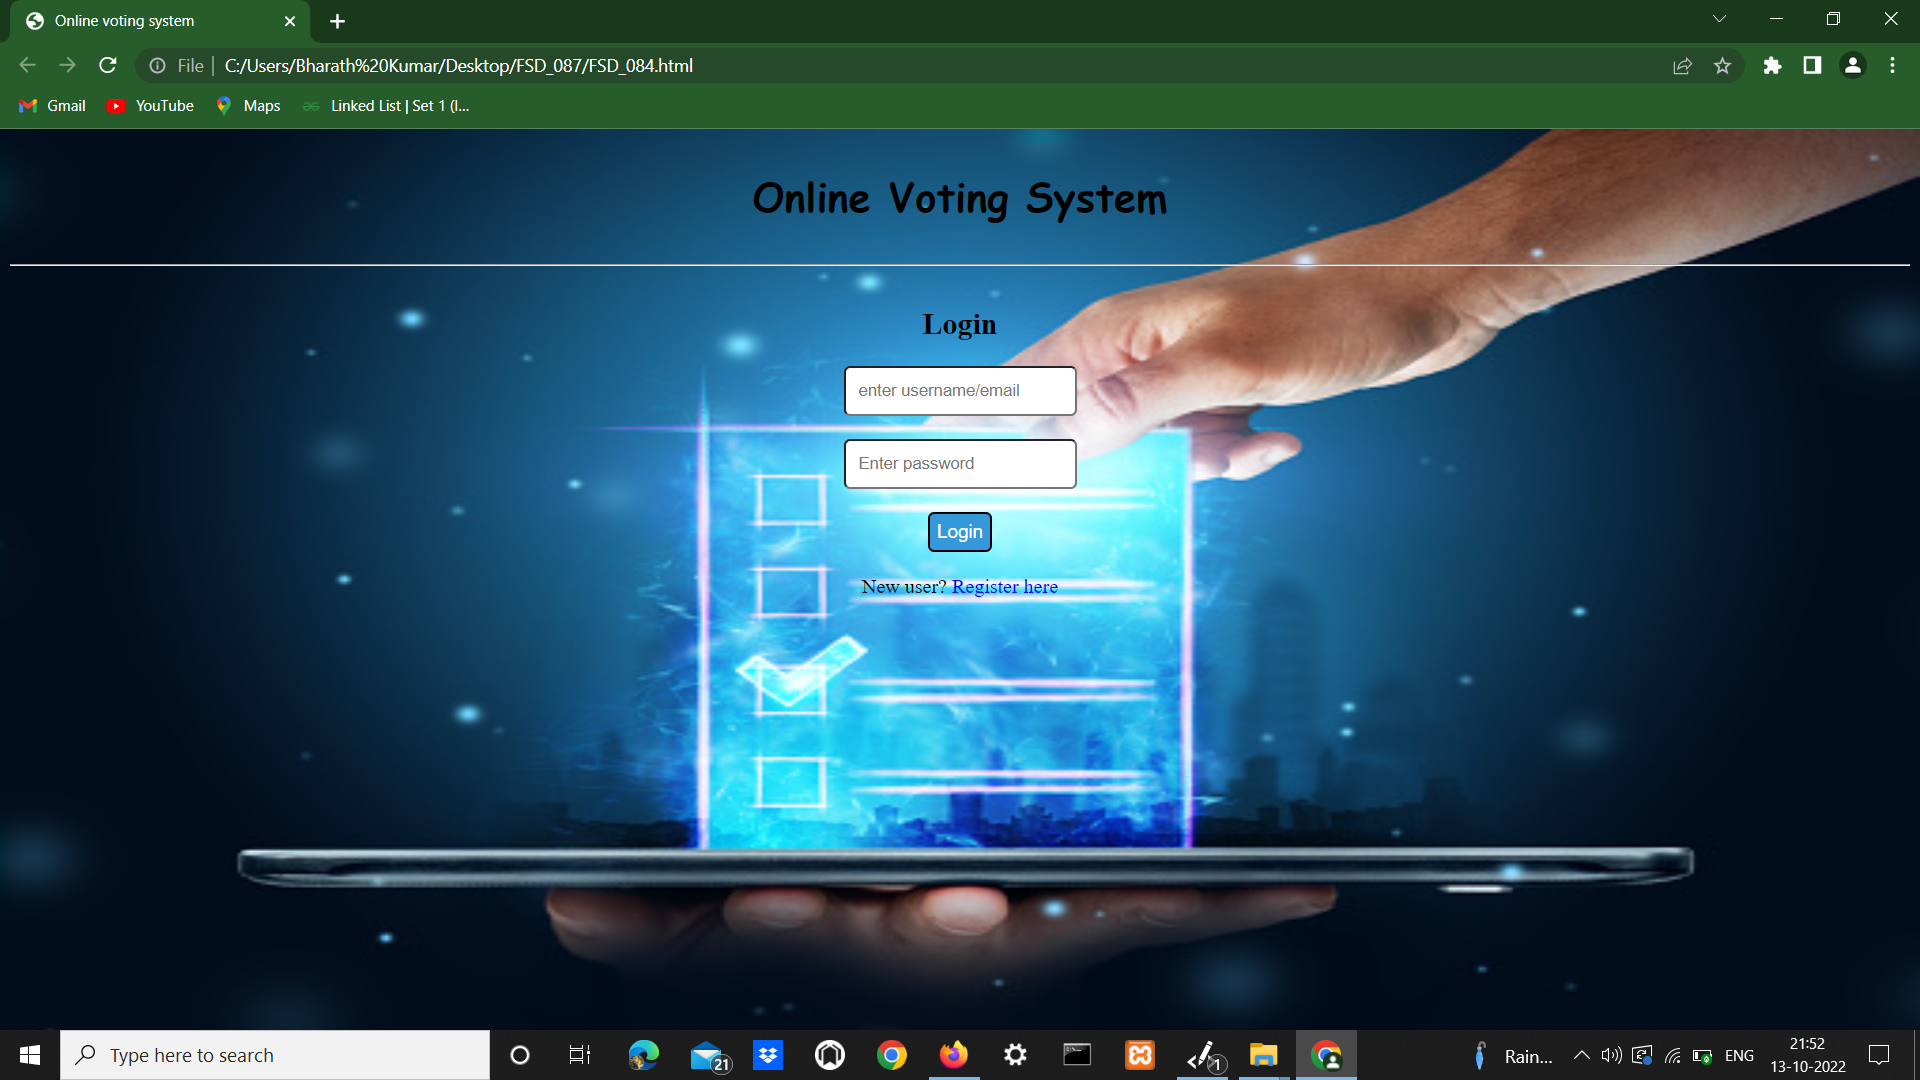 Online voting system
File | C:/Users/Bharath%20Kumar/Desktop/FSD_087/FSD_084.html
Gmail YouTube Maps Linked List | Set 1 (I...
Online Voting System
Login
enter username/email
Enter password
Login
New user? Register here
Type here to search
21
1
Rain...
ENG
21:52
13-10-2022